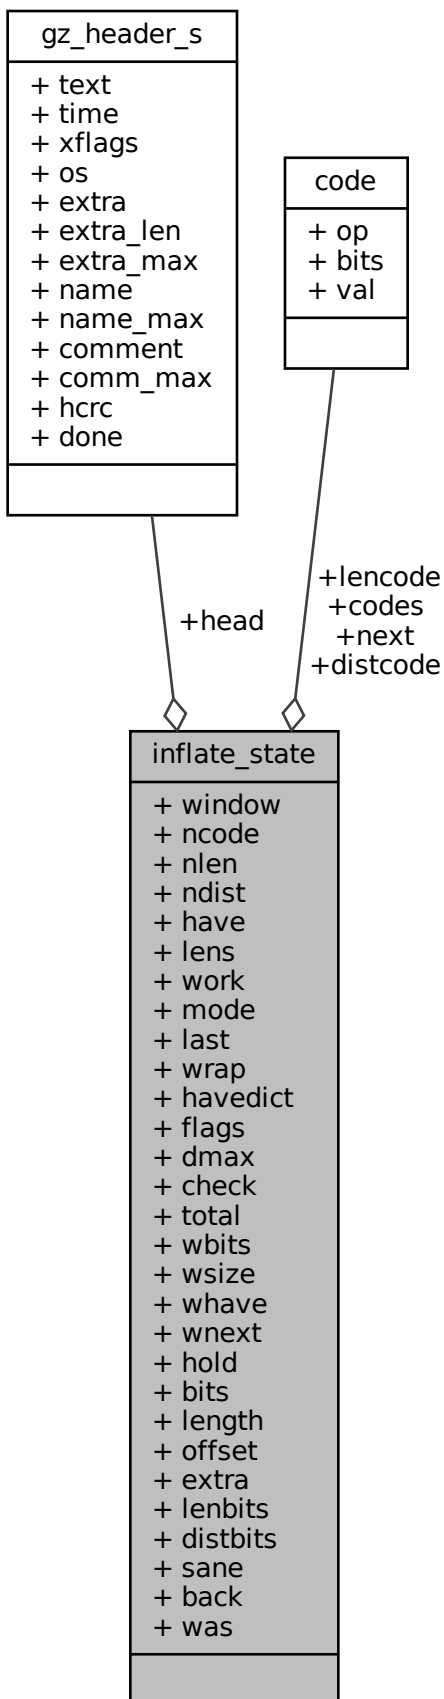 gz_header_s
+ text
+ time
+ xflags
+ os
+ extra
+ extra_len
+ extra_max
+ name
+ name_max
+ comment
+ comm_max
+ hcrc
+ done
code
+ op
+ bits
+ val
+head
+lencode
+codes
+next
+distcode
inflate_state
+ window
+ ncode
+ nlen
+ ndist
+ have
+ lens
+ work
+ mode
+ last
+ wrap
+ havedict
+ flags
+ dmax
+ check
+ total
+ wbits
+ wsize
+ whave
+ wnext
+ hold
+ bits
+ length
+ offset
+ extra
+ lenbits
+ distbits
+ sane
+ back
+ was